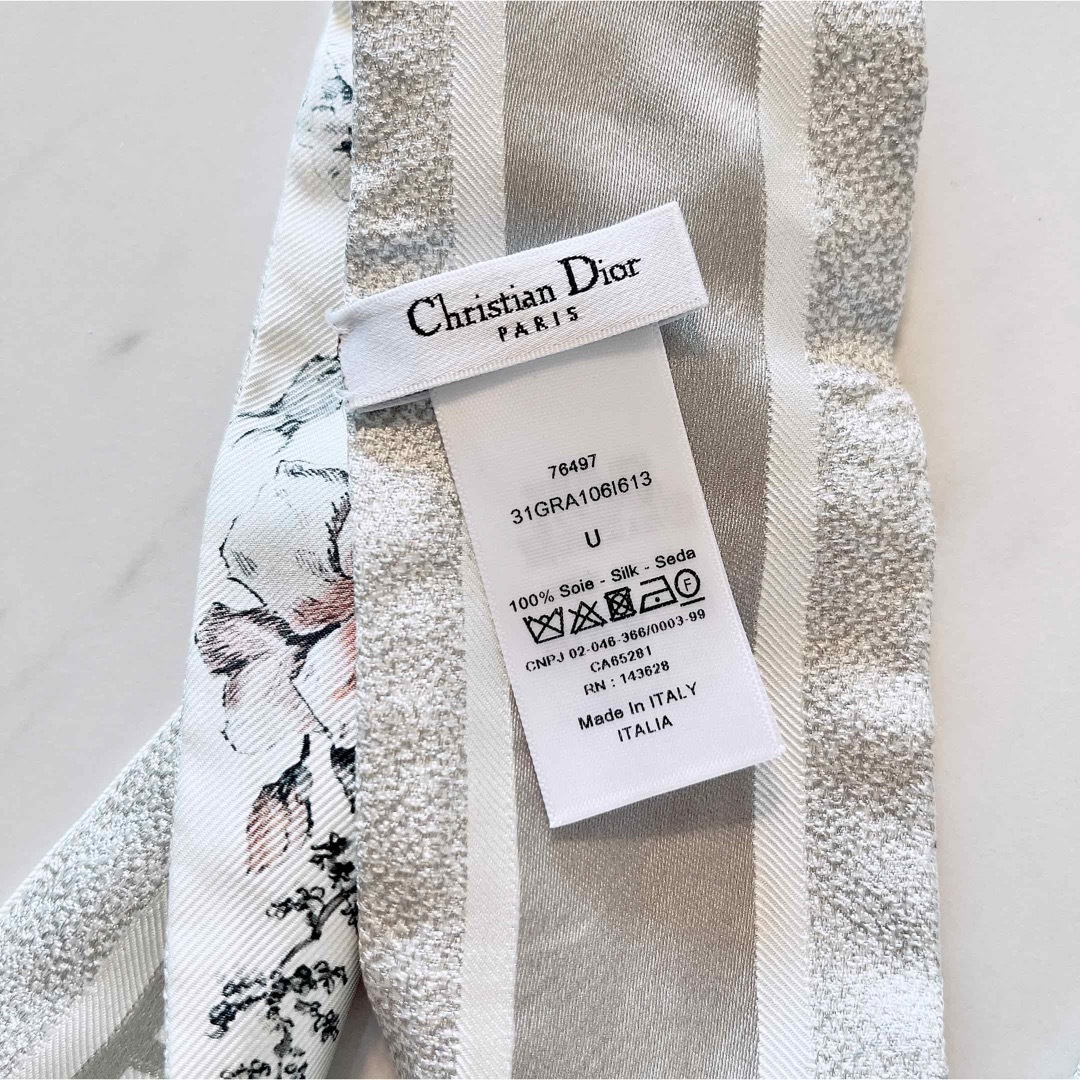 Christian Dior
PARIS
76497
31GRA106I613
U
100% Soie - Silk - Seda
F
CNPJ 02-046-366/0003-99
CA65281
RN : 143628
Made In ITALY
ITALIA